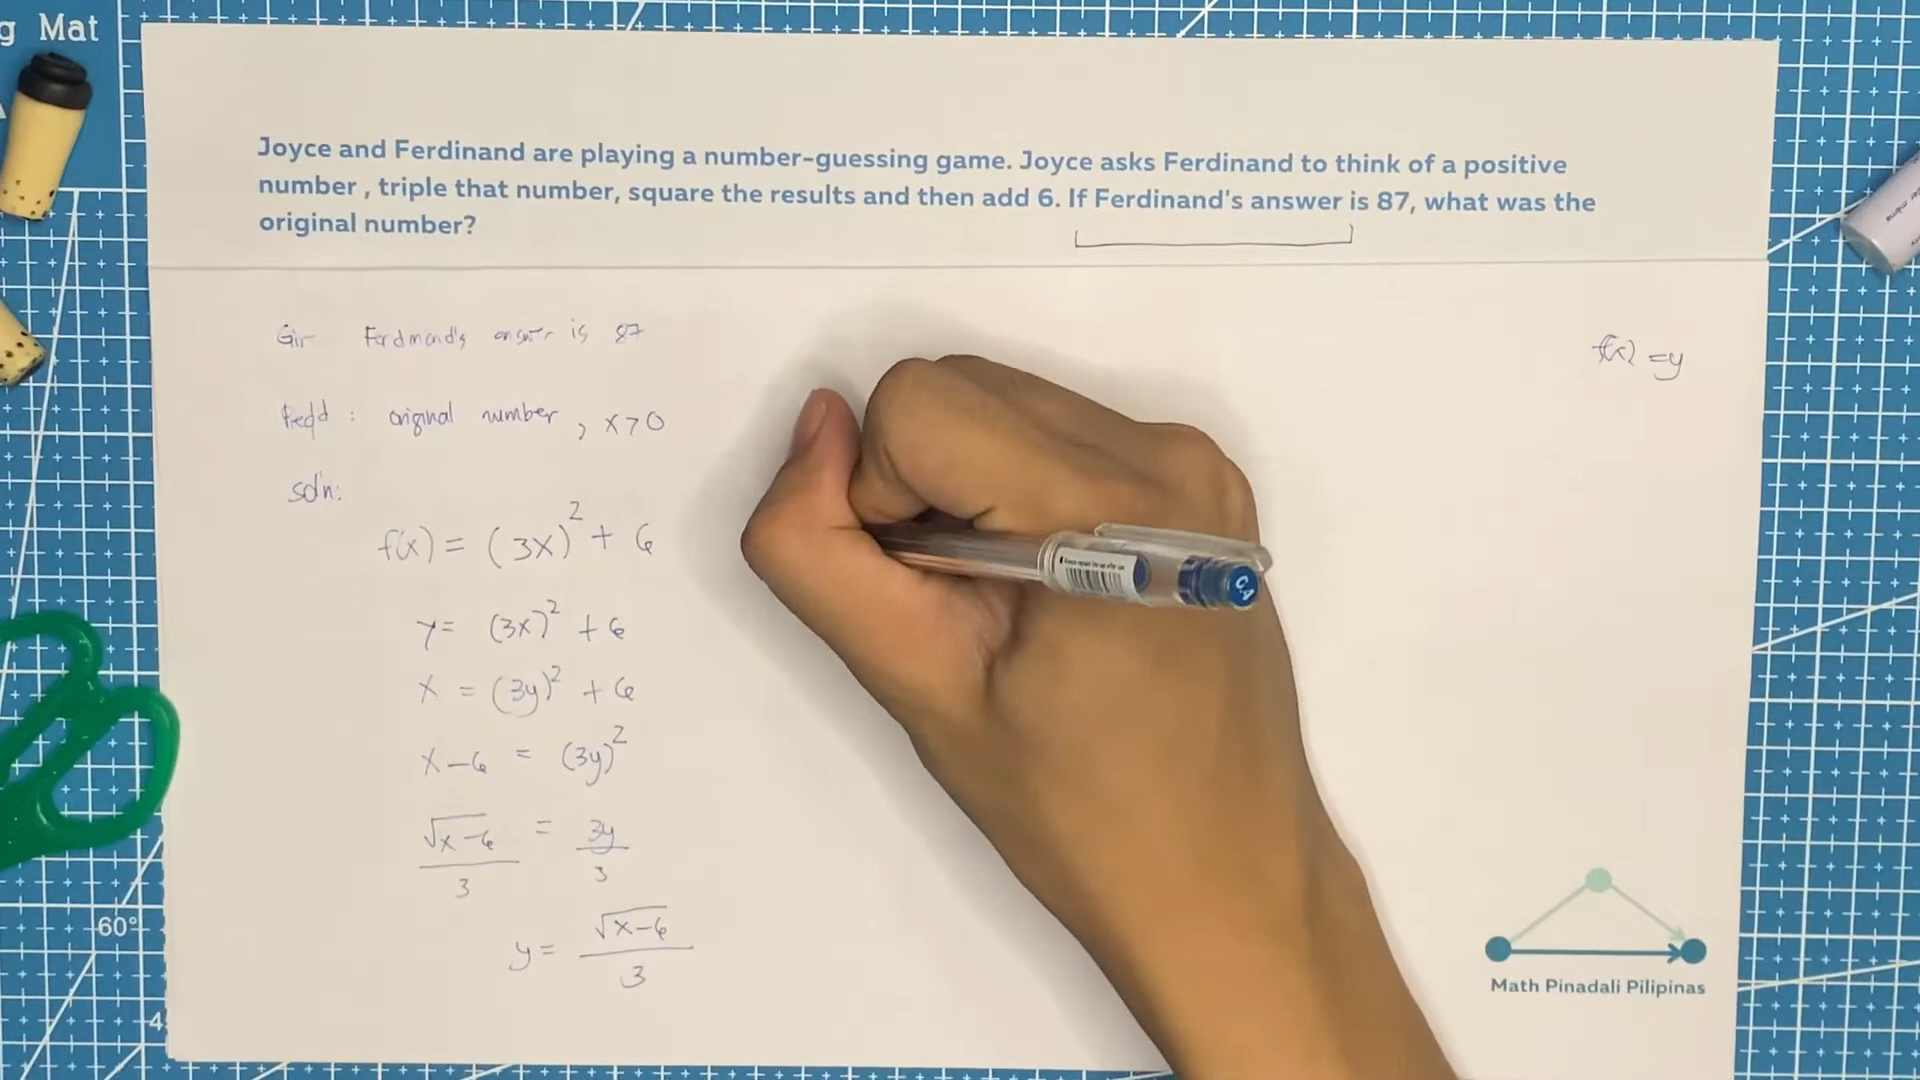 g Mat
Joyce and Ferdinand are playing a number-guessing game. Joyce asks Ferdinand to think of a positive
number , triple that number, square the results and then add 6. If Ferdinand's answer is 87, what was the
original number?
Ferdinand's answer is 87
f(x) = y
Req'd : original number , x>0
sol'n:
f(x) = (3x)² + 6
y = (3x)² + 6
x = (3y)² + 6
x-6 = (3y)²
√x-6 / 3 = 3y / 3
y = √x-6 / 3
60°
4
0.4
Math Pinadali Pilipinas